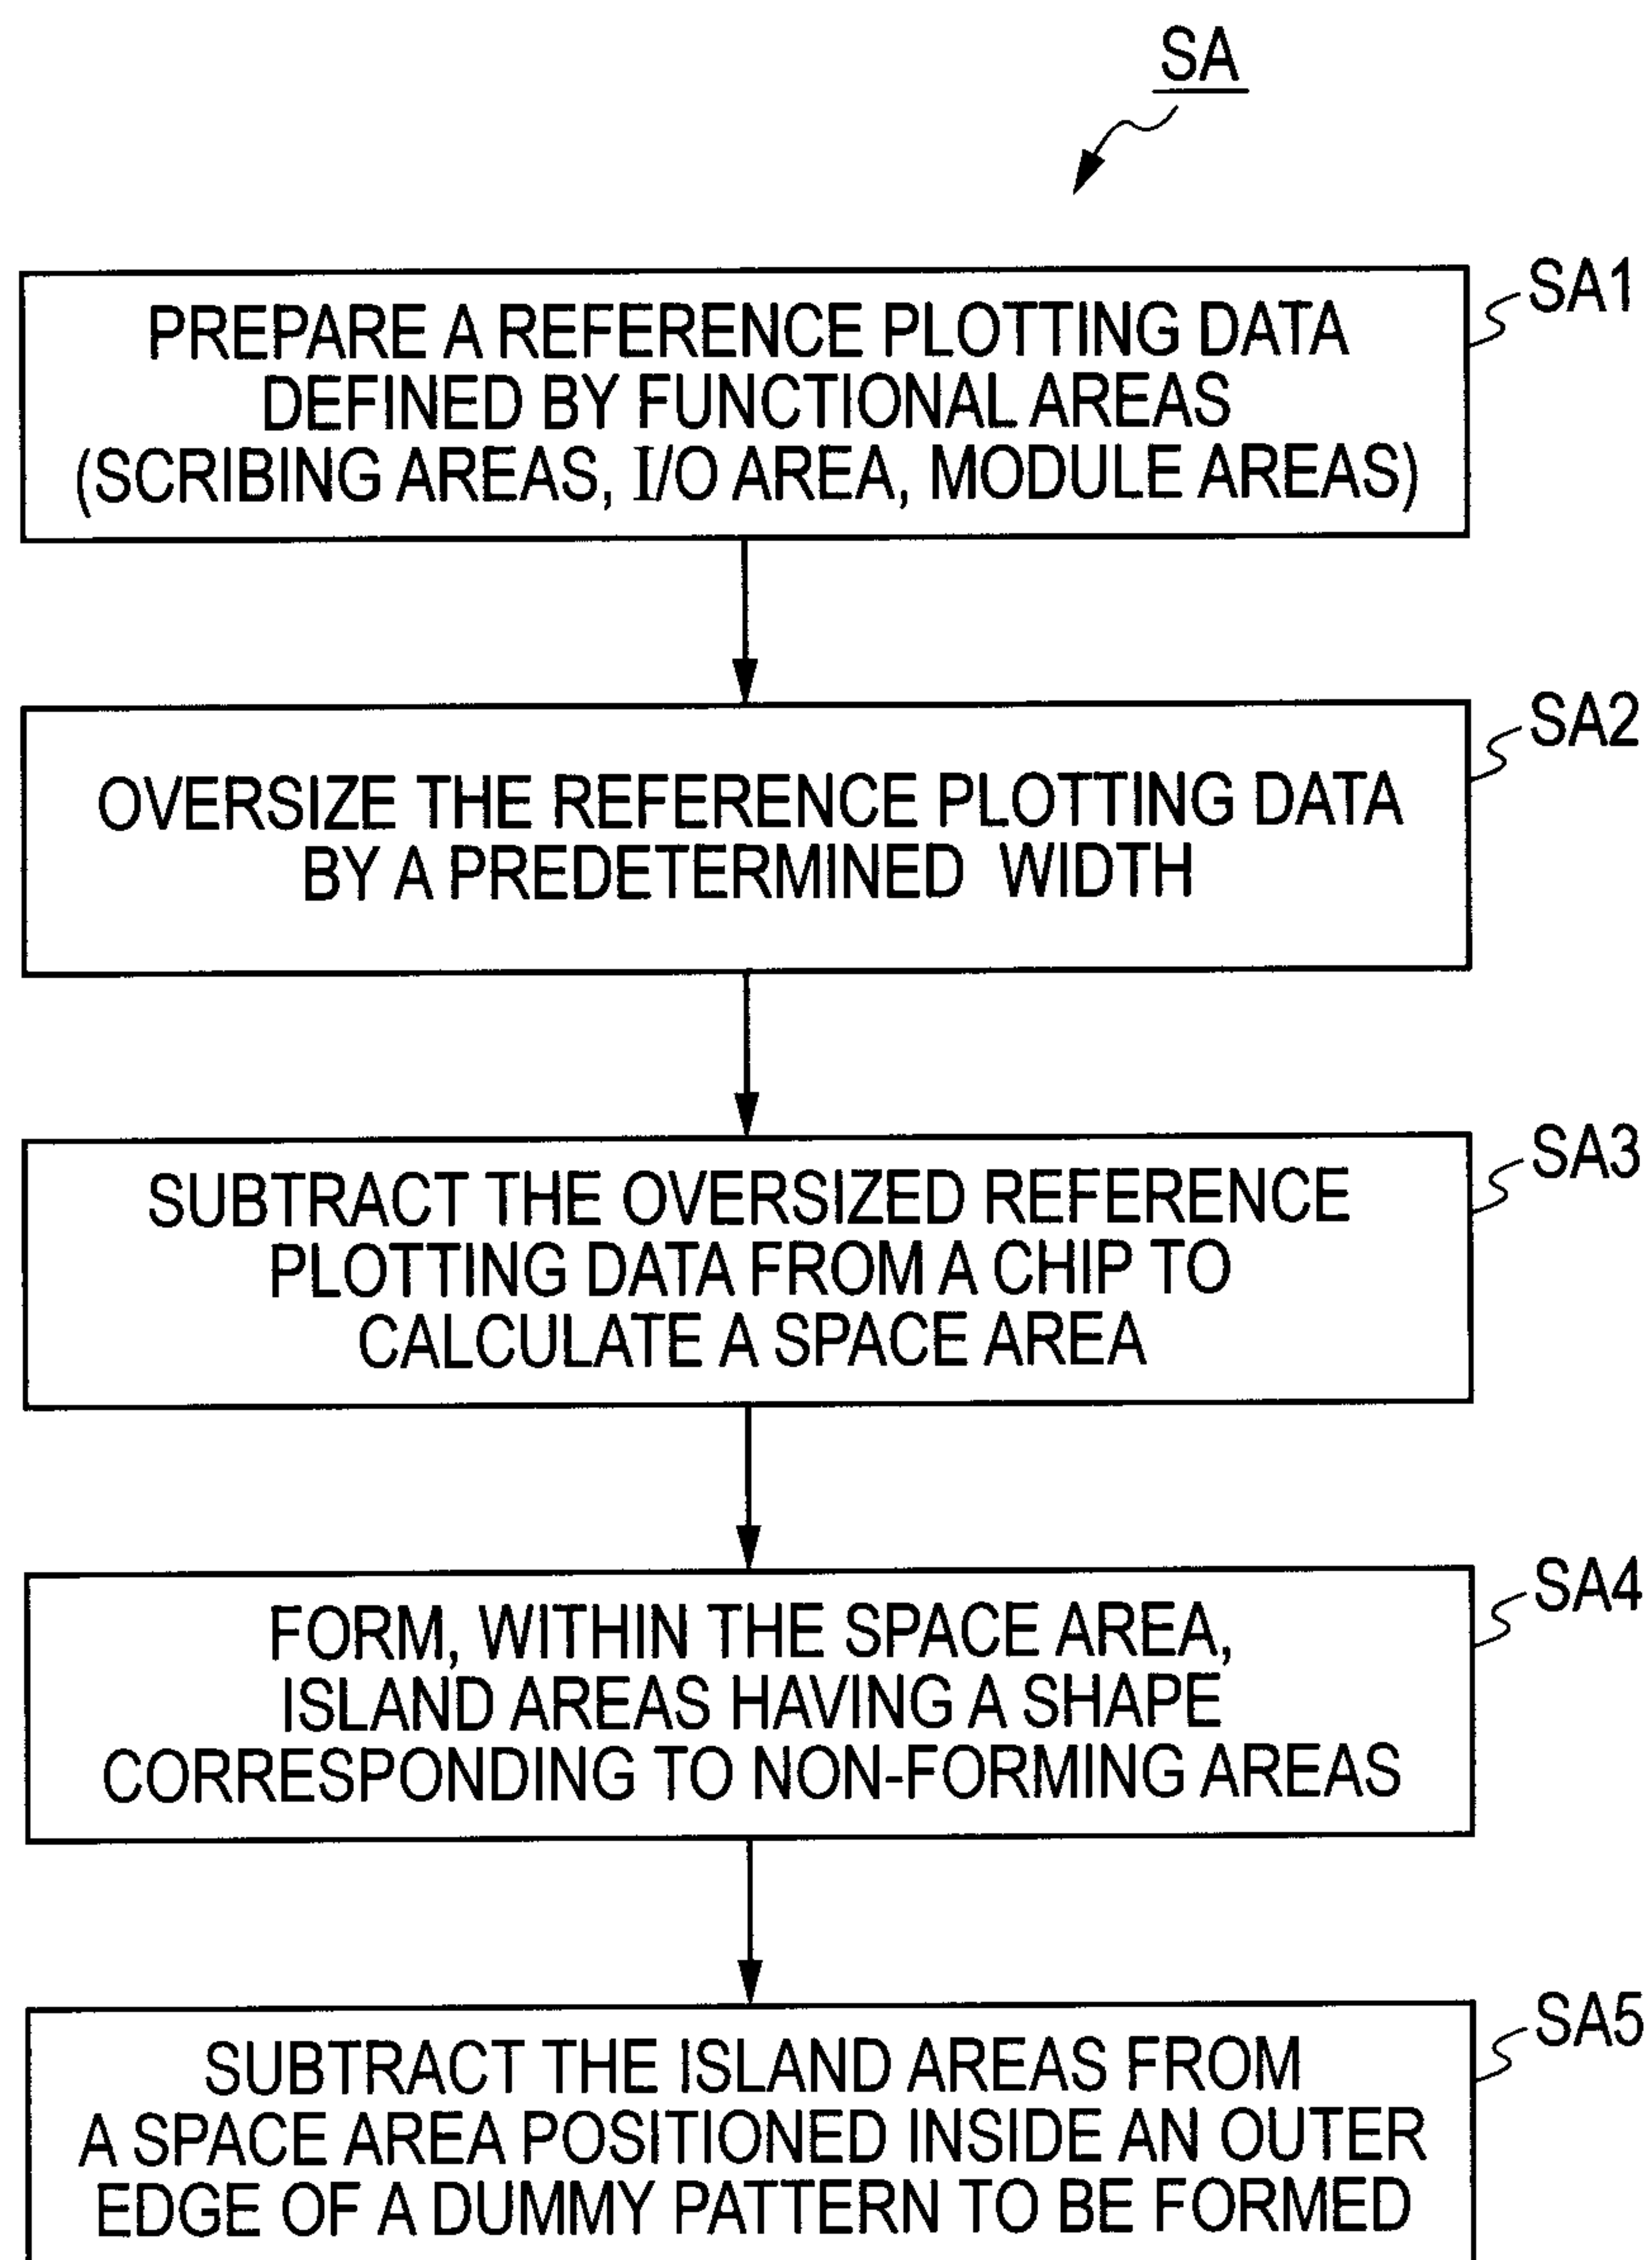 SA
SA1
PREPARE A REFERENCE PLOTTING DATA
DEFINED BY FUNCTIONAL AREAS
(SCRIBING AREAS, I/O AREA, MODULE AREAS)
SA2
OVERSIZE THE REFERENCE PLOTTING DATA
BY A PREDETERMINED WIDTH
SA3
SUBTRACT THE OVERSIZED REFERENCE
PLOTTING DATA FROM A CHIP TO
CALCULATE A SPACE AREA
SA4
FORM, WITHIN THE SPACE AREA,
ISLAND AREAS HAVING A SHAPE
CORRESPONDING TO NON-FORMING AREAS
SA5
SUBTRACT THE ISLAND AREAS FROM
A SPACE AREA POSITIONED INSIDE AN OUTER
EDGE OF A DUMMY PATTERN TO BE FORMED